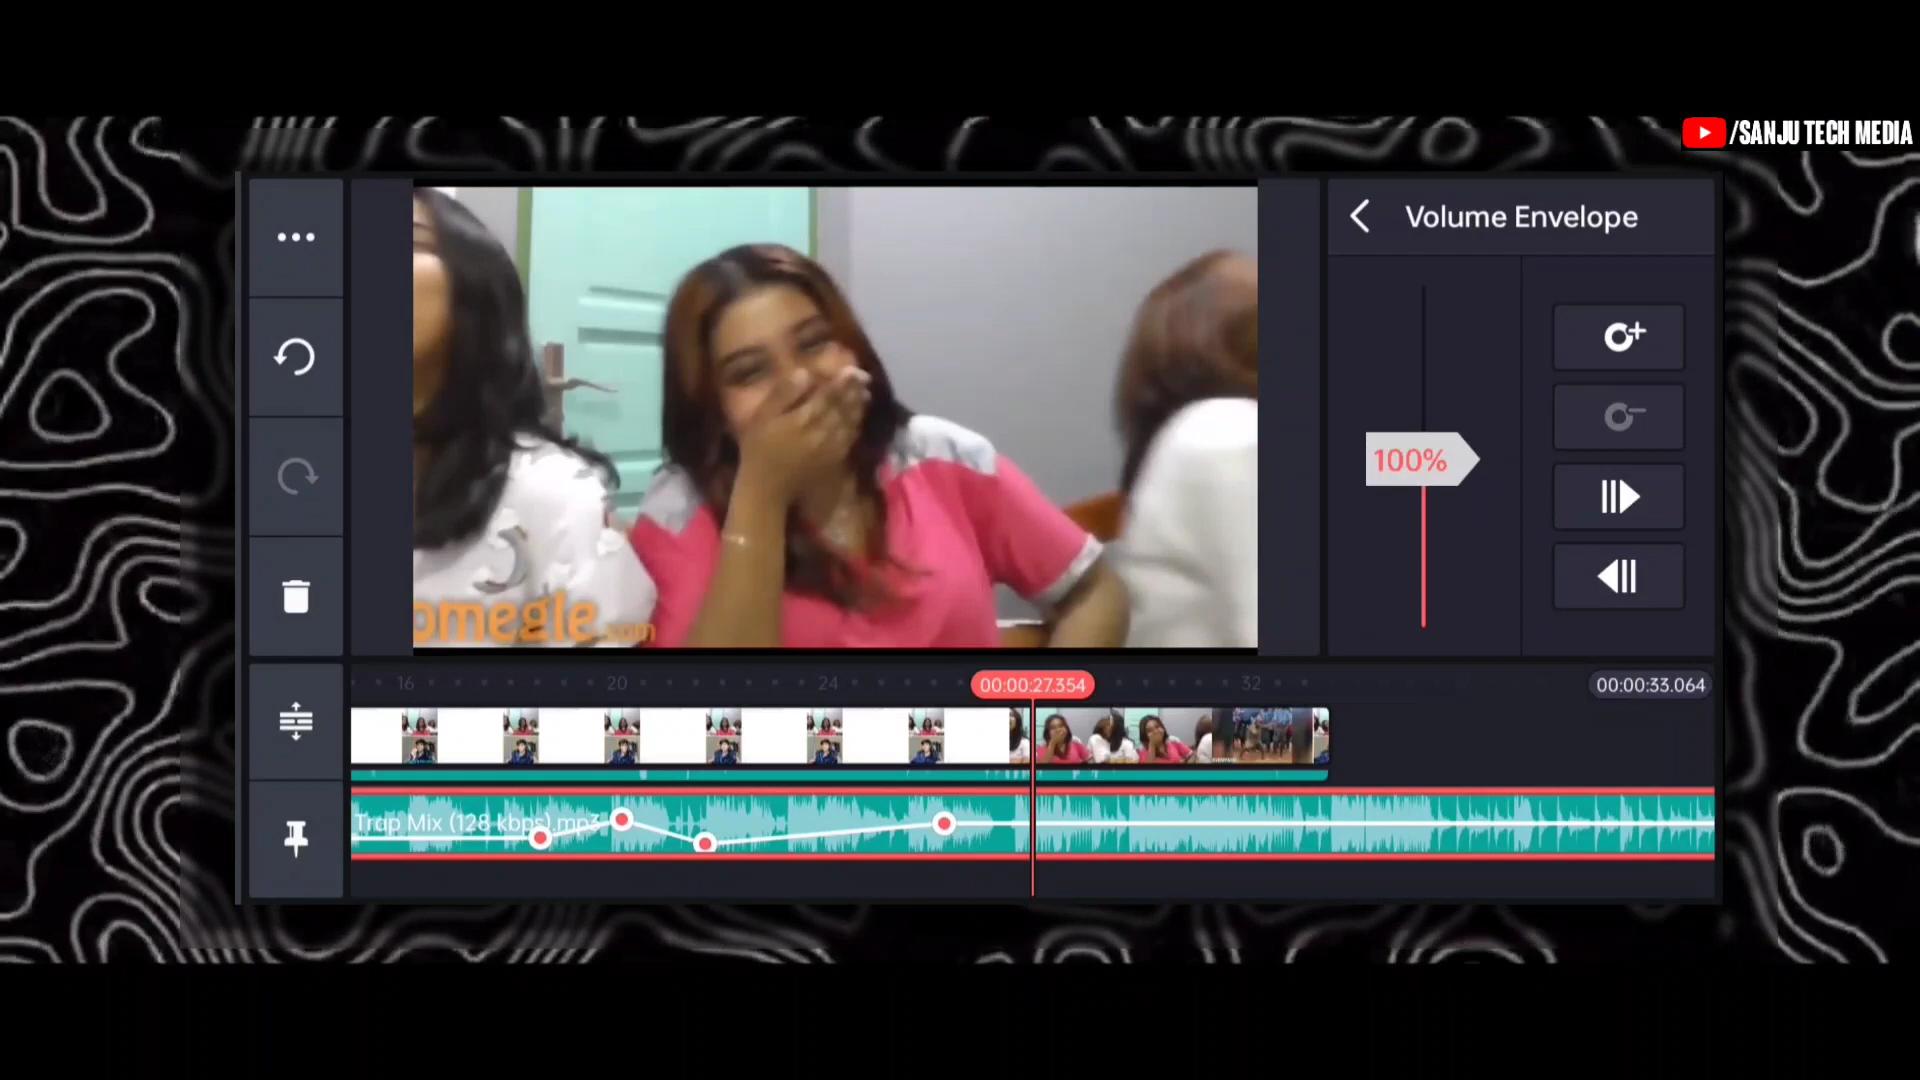 /SANJU TECH MEDIA
Volume Envelope
100%
omegle.com
16
20
24
00:00:27.354
32
00:00:33.064
Trap Mix (128 kbps).mp3